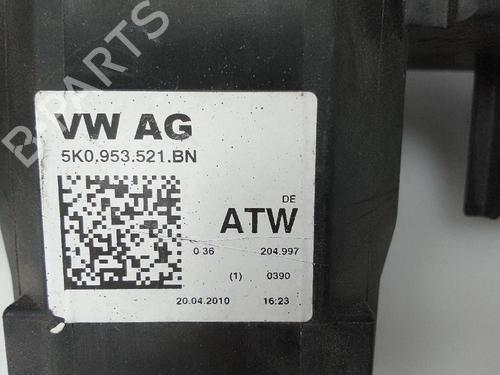 B-PARTS
VW AG
5K0.953.521.BN
DE
ATW
0 36 204.997
(1) 0390
20.04.2010 16:23